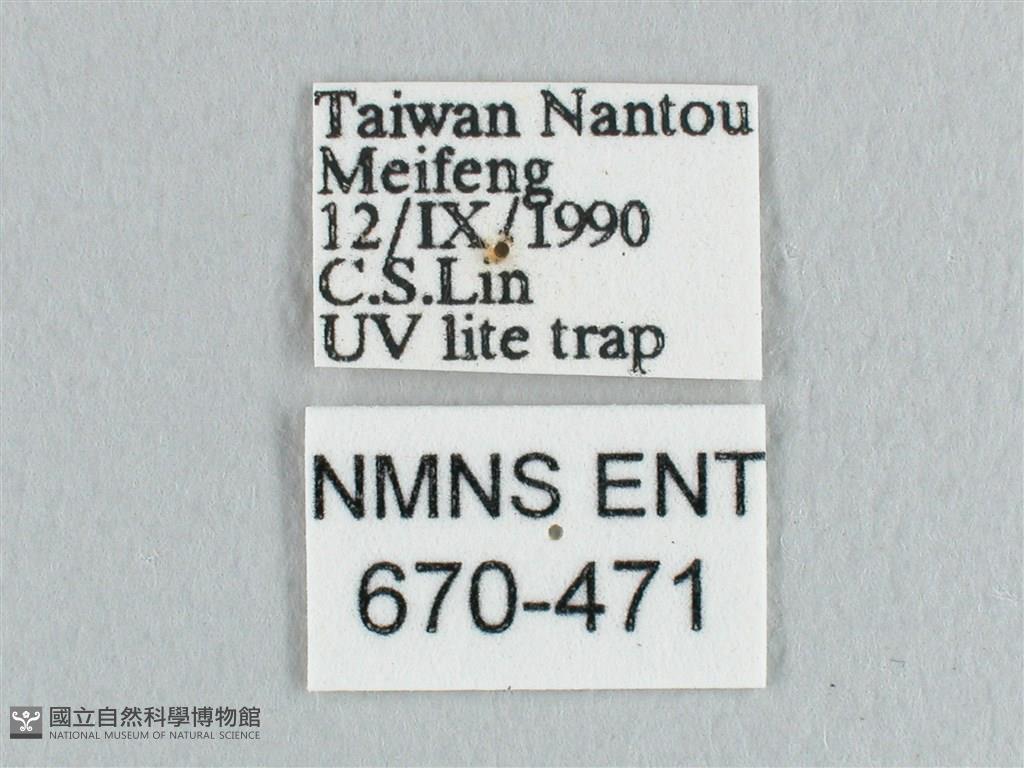 Taiwan Nantou
Meifeng
12/IX/1990
C.S.Lin
UV lite trap
NMNS ENT
670-471
國立自然科學博物館
NATIONAL MUSEUM OF NATURAL SCIENCE